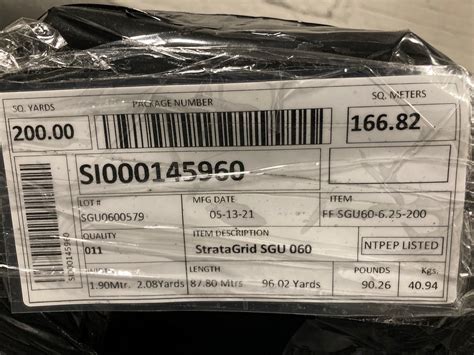 SQ. YARDS PACKAGE NUMBER SQ. METERS
200.00 166.82
SI000145960
LOT # MFG DATE ITEM
SGU0600579 05-13-21 FF SGU60-6.25-200
QUALITY ITEM DESCRIPTION
011 StrataGrid SGU 060 NTPEP LISTED
LENGTH POUNDS Kgs.
1.90Mtr. 2.08Yards 87.80 Mtrs 96.02 Yards 90.26 40.94
SI000145960